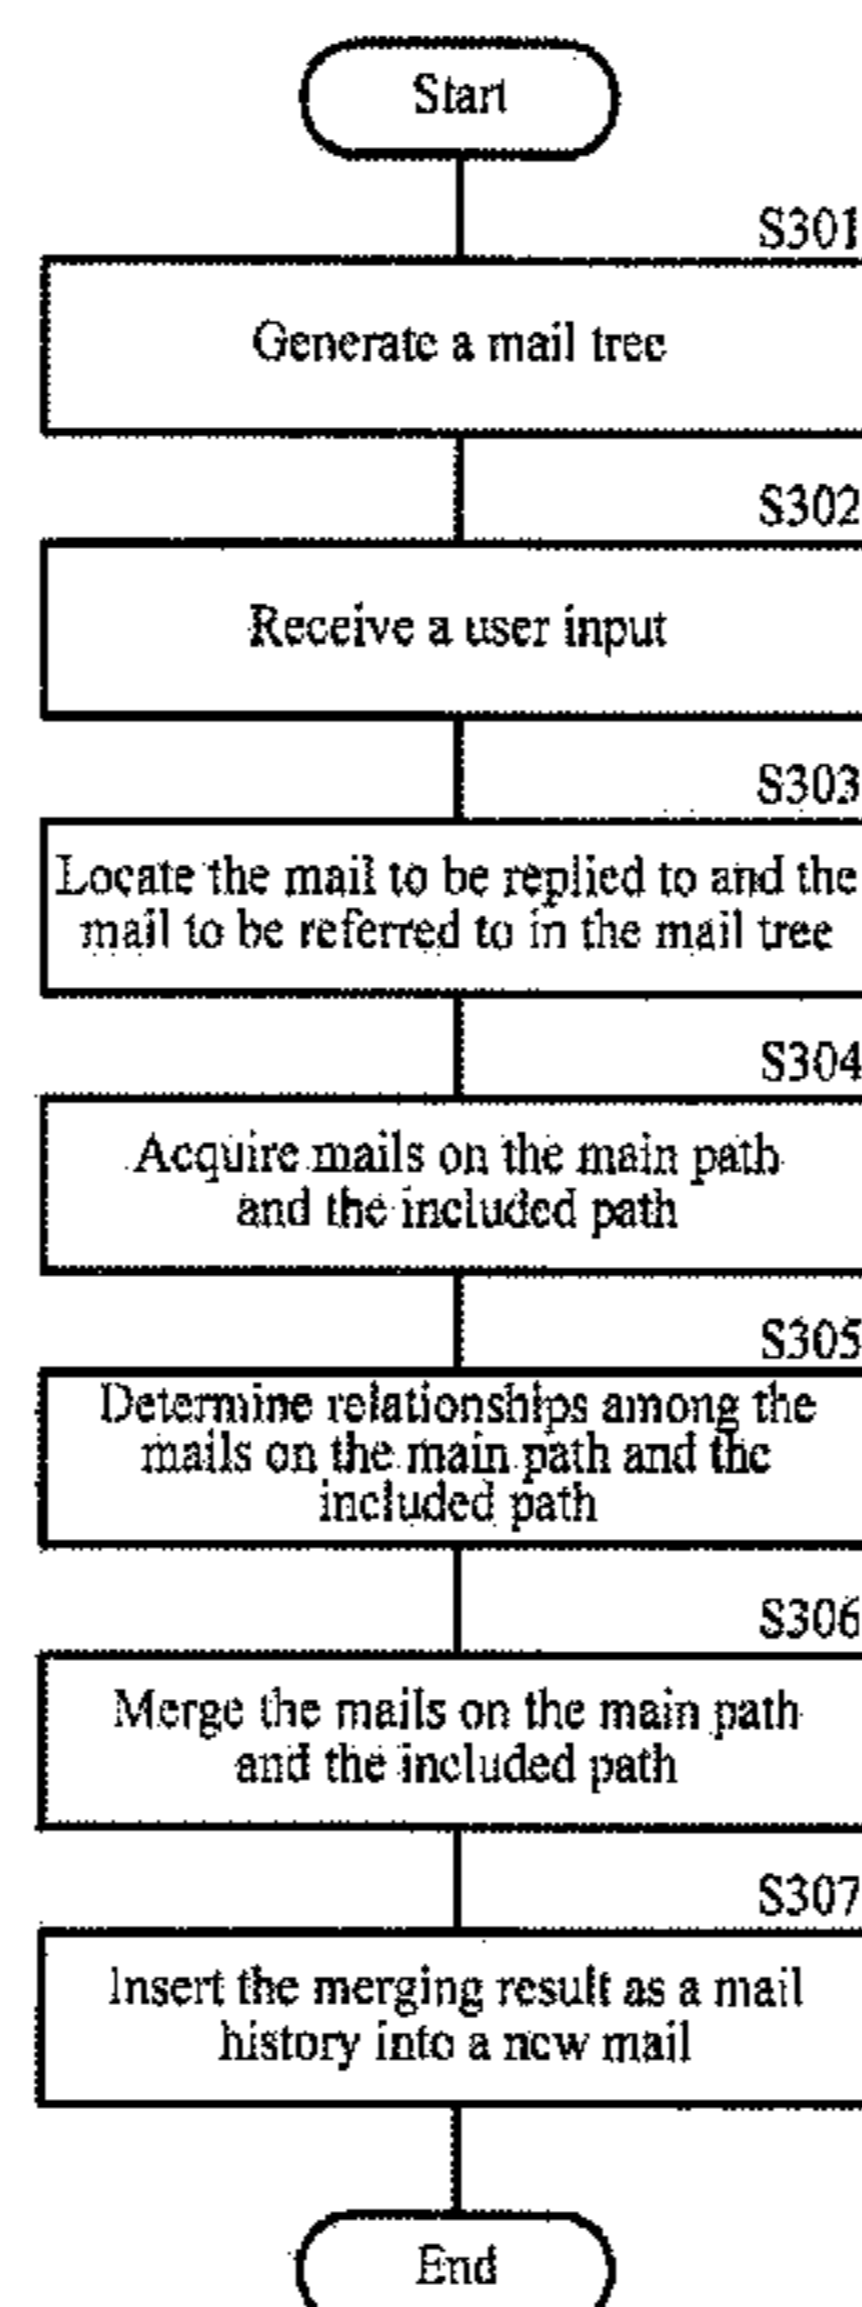 Start
S301
Generate a mail tree
S302
Receive a user input
S303
Locate the mail to be replied to and the
mail to be referred to in the mail tree
S304
Acquire mails on the main path
and the included path
S305
Determine relationships among the
mails on the main path and the
included path
S306
Merge the mails on the main path
and the included path
S307
Insert the merging result as a mail
history into a new mail
End